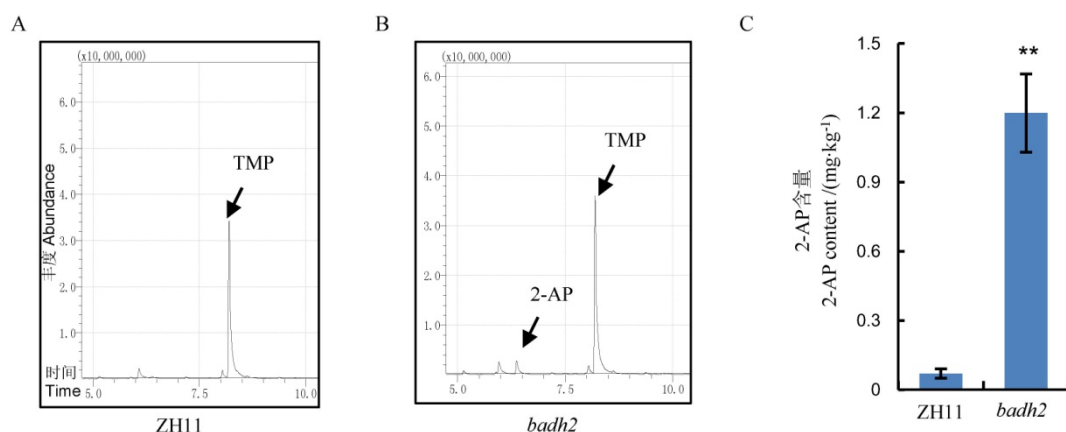 A
(x10,000,000)
6.0
5.0
4.0
3.0
2.0
1.0
TMP
丰度 Abundance
时间
Time
5.0
7.5
10.0
ZH11
B
(x10,000,000)
6.0
5.0
4.0
3.0
2.0
1.0
TMP
2-AP
5.0
7.5
10.0
badh2
C
2-AP含量
2-AP content /(mg·kg⁻¹)
1.5
1.2
0.9
0.6
0.3
0
**
ZH11
badh2